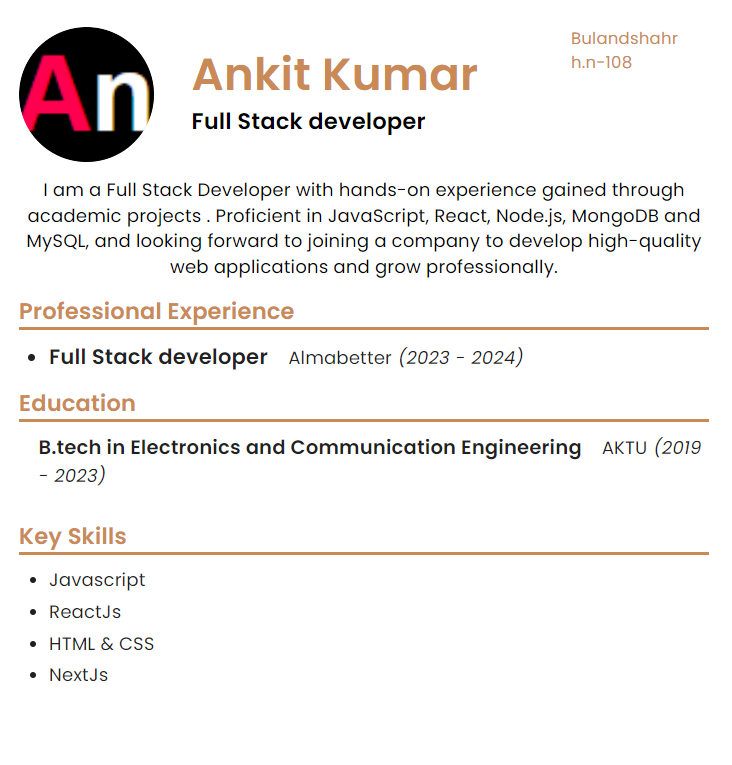 An
Ankit Kumar
Full Stack developer
Bulandshahr
h.n-108
I am a Full Stack Developer with hands-on experience gained through
academic projects . Proficient in JavaScript, React, Node.js, MongoDB and
MySQL, and looking forward to joining a company to develop high-quality
web applications and grow professionally.
Professional Experience
• Full Stack developer Almabetter (2023 - 2024)
Education
B.tech in Electronics and Communication Engineering AKTU (2019
- 2023)
Key Skills
• Javascript
• ReactJs
• HTML & CSS
• NextJs